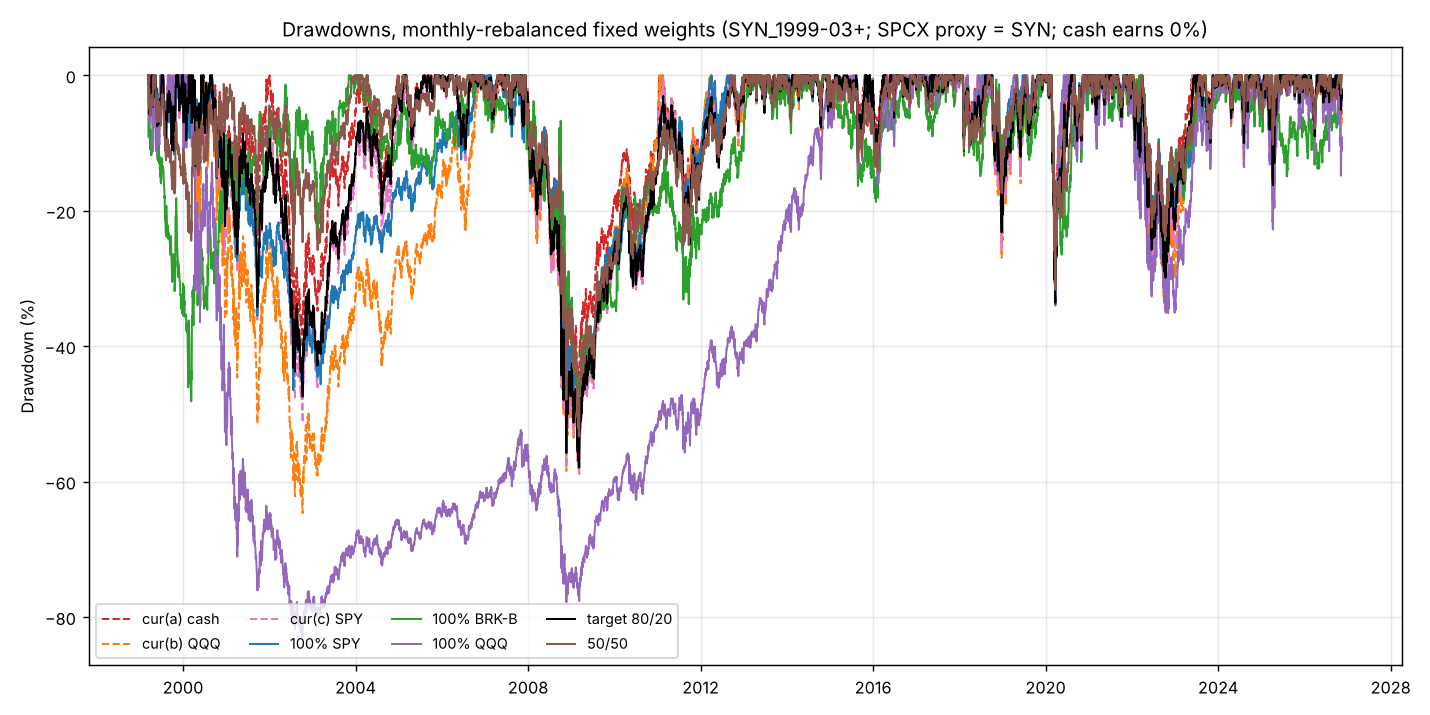 Drawdowns, monthly-rebalanced fixed weights (SYN_1999-03+; SPCX proxy = SYN; cash earns 0%)
Drawdown (%)
0
−20
−40
−60
−80
cur(a) cash
cur(b) QQQ
cur(c) SPY
100% SPY
100% BRK-B
100% QQQ
target 80/20
50/50
2000 2004 2008 2012 2016 2020 2024 2028